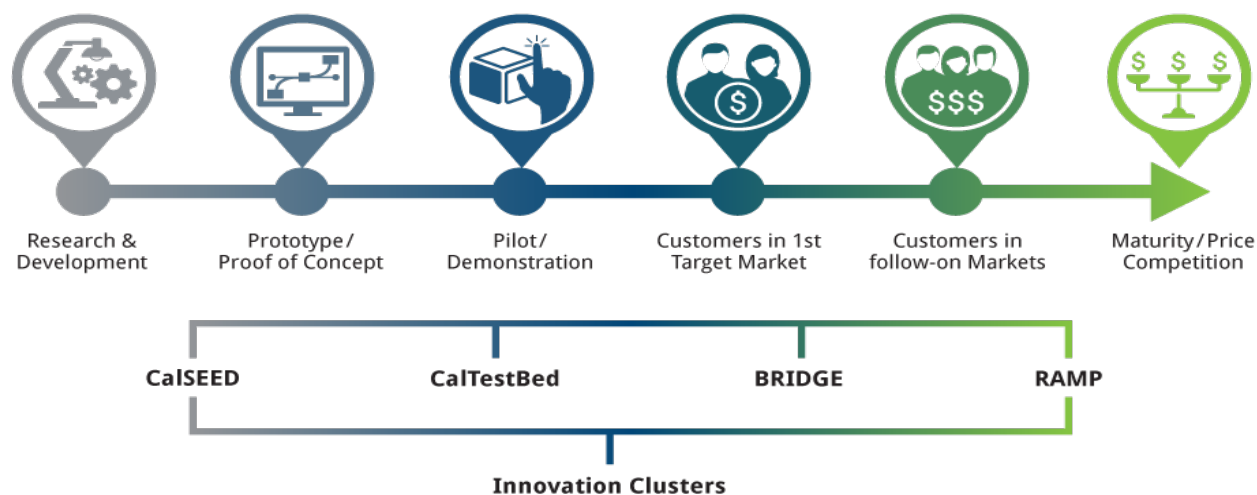 $
$$$
$ $ $
Research &
Development
Prototype/
Proof of Concept
Pilot/
Demonstration
Customers in 1st
Target Market
Customers in
follow-on Markets
Maturity/Price
Competition
CalSEED
CalTestBed
BRIDGE
RAMP
Innovation Clusters